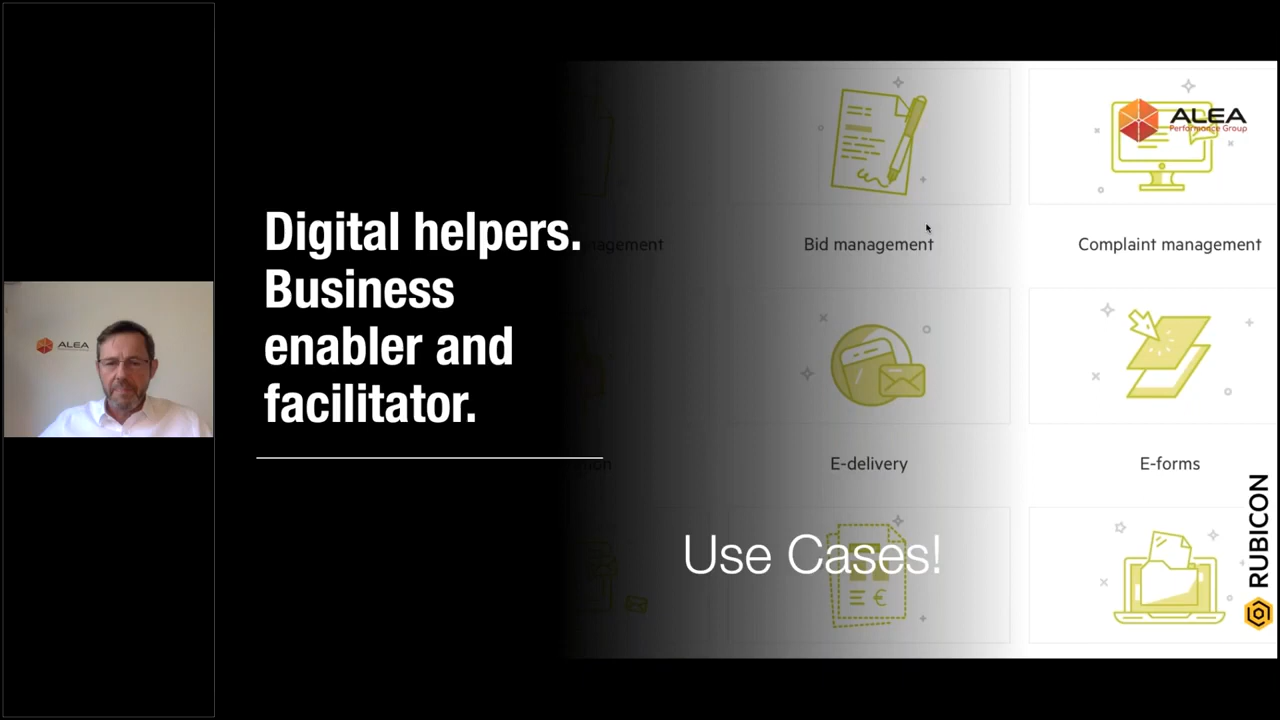 ALEA
Digital helpers.
Business
enabler and
facilitator.
Use Cases!
management
Bid management
Complaint management
E-delivery
E-forms
€
ALEA
Performance Group
RUBICON